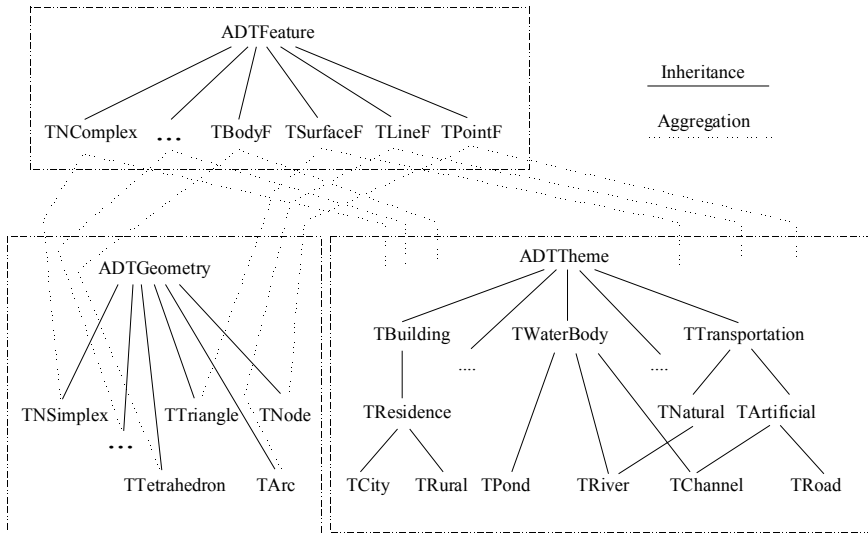 ADTFeature
Inheritance
Aggregation
TNComplex ... TBodyF TSurfaceF TLineF TPointF
ADTGeometry
TNSimplex TTriangle TNode
...
TTetrahedron TArc
ADTTheme
TBuilding TWaterBody TTransportation
.... ....
TResidence TNatural TArtificial
TCity TRural TPond TRiver TChannel TRoad